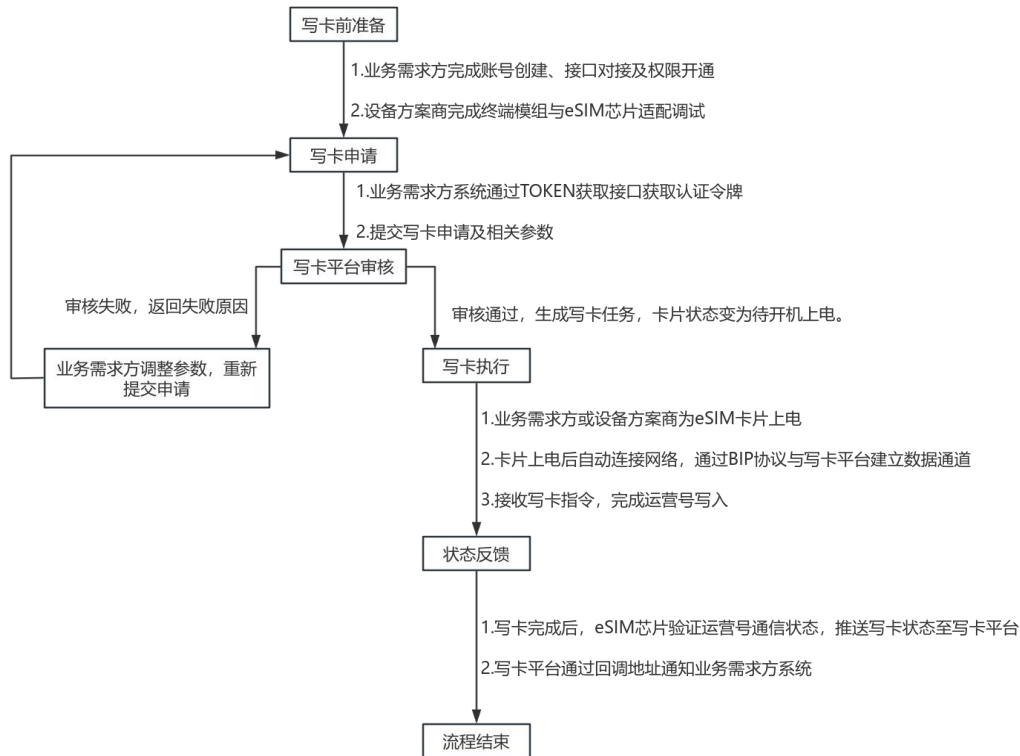 写卡前准备
1.业务需求方完成账号创建、接口对接及权限开通
2.设备方案商完成终端模组与eSIM芯片适配调试
写卡申请
1.业务需求方系统通过TOKEN获取接口获取认证令牌
2.提交写卡申请及相关参数
写卡平台审核
审核失败，返回失败原因
审核通过，生成写卡任务，卡片状态变为待开机上电。
业务需求方调整参数，重新
提交申请
写卡执行
1.业务需求方或设备方案商为eSIM卡片上电
2.卡片上电后自动连接网络，通过BIP协议与写卡平台建立数据通道
3.接收写卡指令，完成运营号写入
状态反馈
1.写卡完成后，eSIM芯片验证运营号通信状态，推送写卡状态至写卡平台
2.写卡平台通过回调地址通知业务需求方系统
流程结束